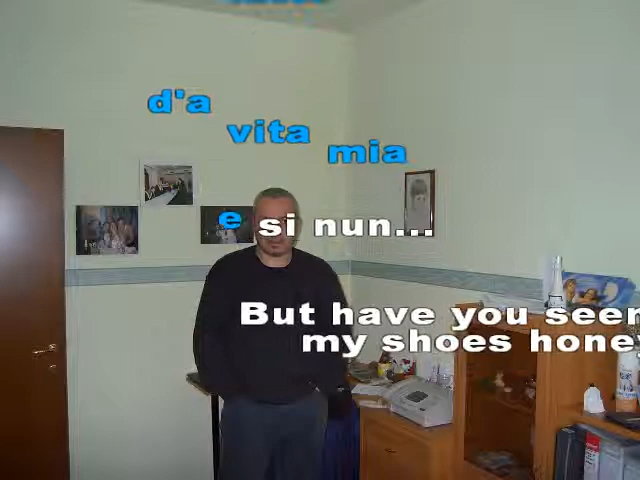 d'a
vita
mia
e si nun...
But have you seen
my shoes honey